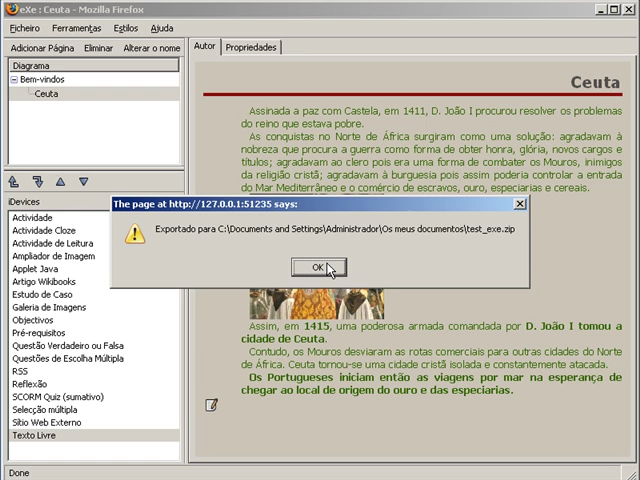 eXe : Ceuta - Mozilla Firefox
Ficheiro Ferramentas Estilos Ajuda
Adicionar Página Eliminar Alterar o nome
Diagrama
Bem-vindos
Ceuta
iDevices
Actividade
Actividade Cloze
Actividade de Leitura
Ampliador de Imagem
Applet Java
Artigo Wikibooks
Estudo de Caso
Galeria de Imagens
Objectivos
Pré-requisitos
Questão Verdadeiro ou Falsa
Questões de Escolha Múltipla
RSS
Reflexão
SCORM Quiz (sumativo)
Selecção múltipla
Sítio Web Externo
Texto Livre
Autor Propriedades
Ceuta
Assinada a paz com Castela, em 1411, D. João I procurou resolver os problemas
do reino que estava pobre.
As conquistas no Norte de África surgiram como uma solução: agradavam à
nobreza que procura a guerra como forma de obter honra, glória, novos cargos e
títulos; agradavam ao clero pois era uma forma de combater os Mouros, inimigos
da religião cristã; agradavam à burguesia pois assim poderia controlar a entrada
do Mar Mediterrâneo e o comércio de escravos, ouro, especiarias e cereais.
The page at http://127.0.0.1:51235 says:
Exportado para C:\Documents and Settings\Administrador\Os meus documentos\test_exe.zip
OK
Assim, em 1415, uma poderosa armada comandada por D. João I tomou a
cidade de Ceuta.
Contudo, os Mouros desviaram as rotas comerciais para outras cidades do Norte
de África. Ceuta tornou-se uma cidade cristã isolada e constantemente atacada.
Os Portugueses iniciam então as viagens por mar na esperança de
chegar ao local de origem do ouro e das especiarias.
Done